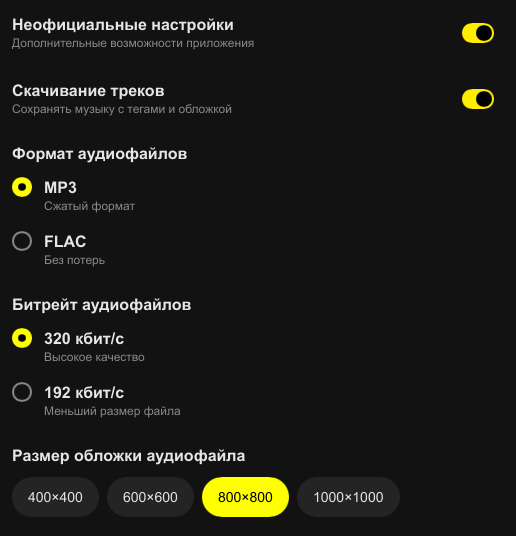 Неофициальные настройки
Дополнительные возможности приложения
Скачивание треков
Сохранять музыку с тегами и обложкой
Формат аудиофайлов
MP3
Сжатый формат
FLAC
Без потерь
Битрейт аудиофайлов
320 кбит/с
Высокое качество
192 кбит/с
Меньший размер файла
Размер обложки аудиофайла
400×400 600×600 800×800 1000×1000